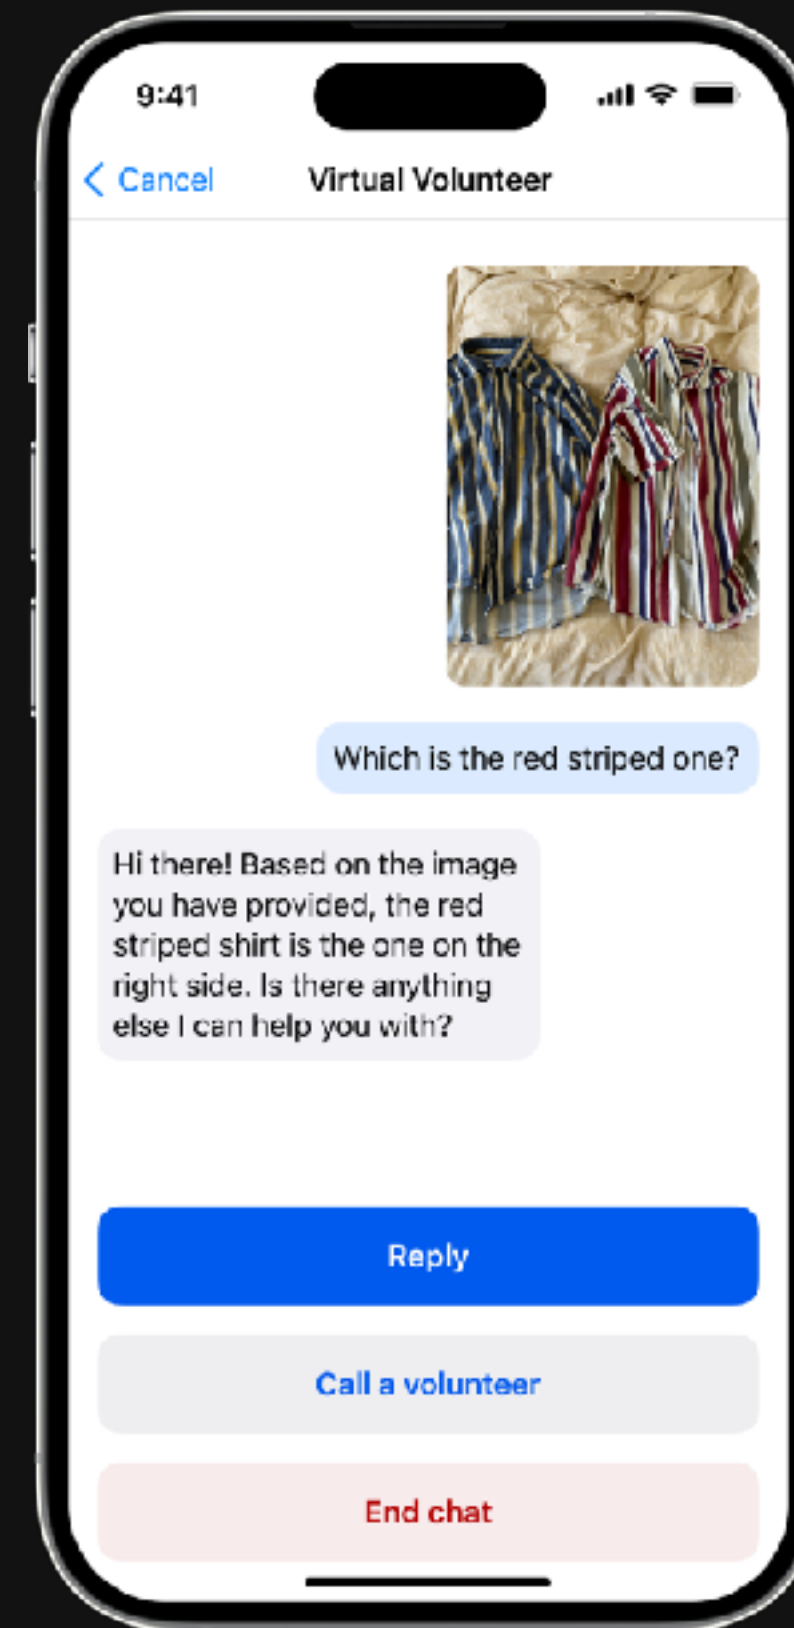 9:41
Cancel
Virtual Volunteer
Which is the red striped one?
Hi there! Based on the image
you have provided, the red
striped shirt is the one on the
right side. Is there anything
else I can help you with?
Reply
Call a volunteer
End chat